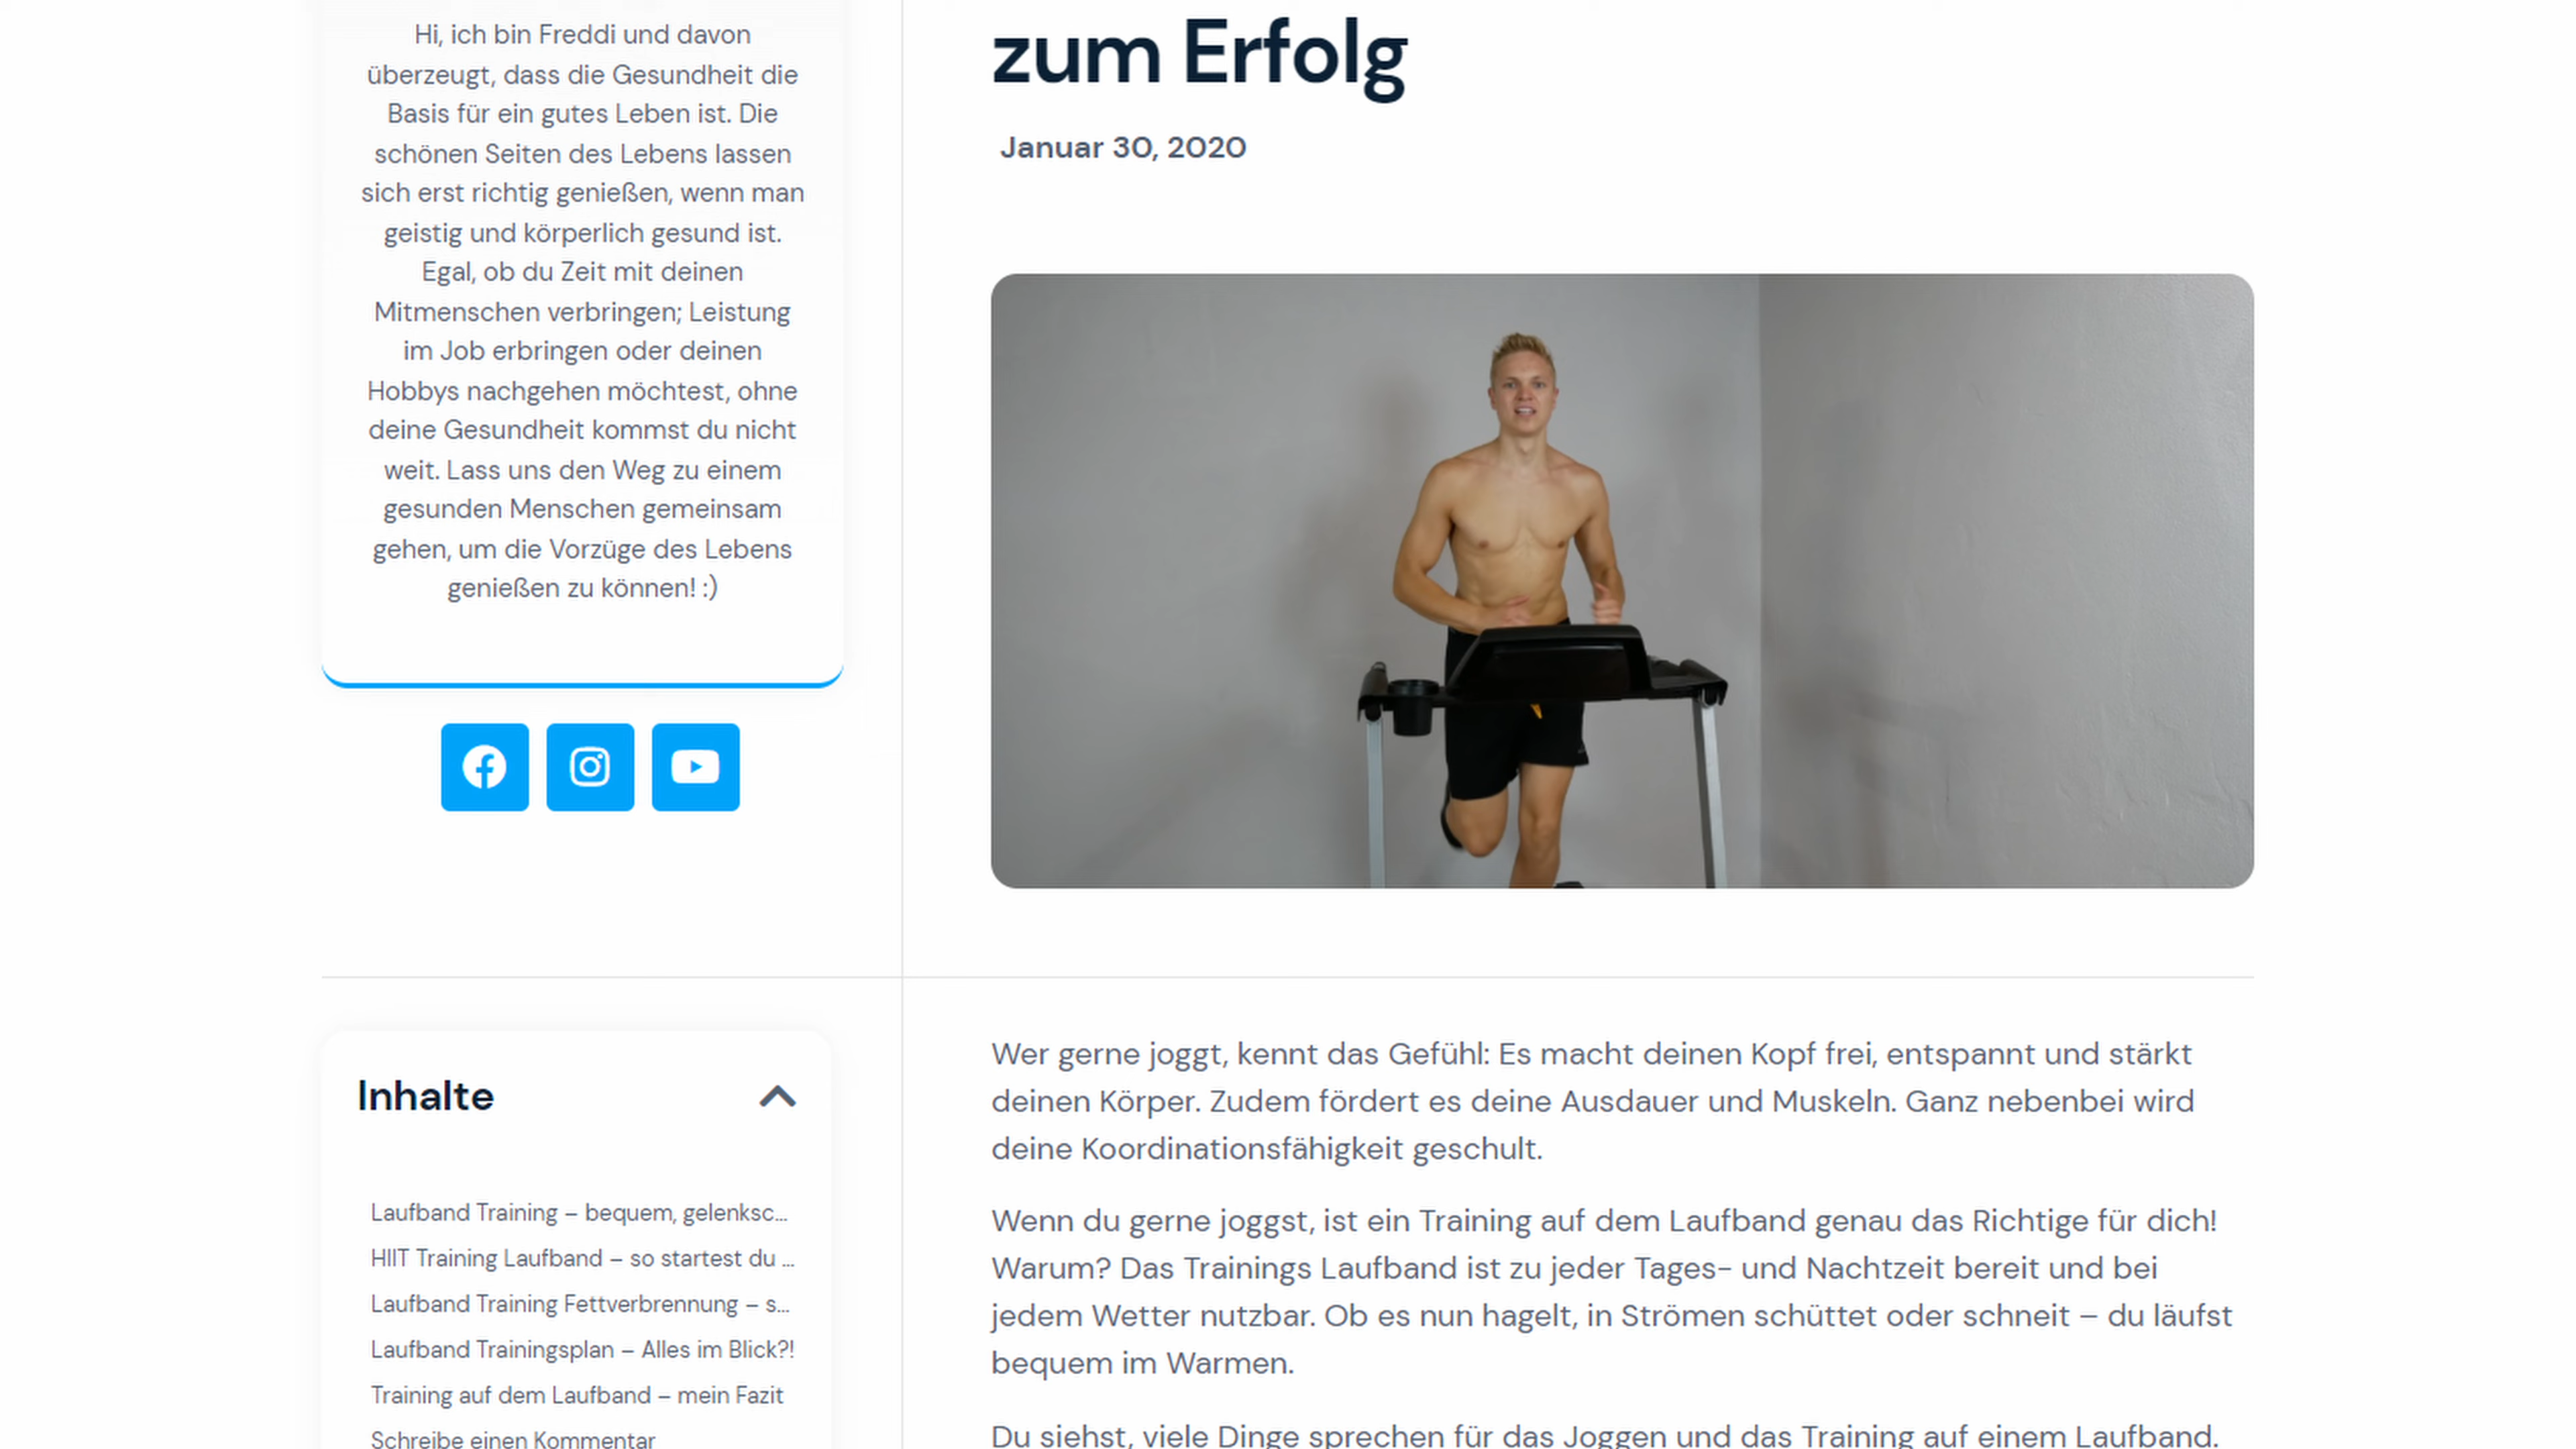 Hi, ich bin Freddi und davon
überzeugt, dass die Gesundheit die
Basis für ein gutes Leben ist. Die
schönen Seiten des Lebens lassen
sich erst richtig genießen, wenn man
geistig und körperlich gesund ist.
Egal, ob du Zeit mit deinen
Mitmenschen verbringen; Leistung
im Job erbringen oder deinen
Hobbys nachgehen möchtest, ohne
deine Gesundheit kommst du nicht
weit. Lass uns den Weg zu einem
gesunden Menschen gemeinsam
gehen, um die Vorzüge des Lebens
genießen zu können! :)
Inhalte
Laufband Training – bequem, gelenksc...
HIIT Training Laufband – so startest du ...
Laufband Training Fettverbrennung – s...
Laufband Trainingsplan – Alles im Blick?!
Training auf dem Laufband – mein Fazit
Schreibe einen Kommentar
zum Erfolg
Januar 30, 2020
Wer gerne joggt, kennt das Gefühl: Es macht deinen Kopf frei, entspannt und stärkt
deinen Körper. Zudem fördert es deine Ausdauer und Muskeln. Ganz nebenbei wird
deine Koordinationsfähigkeit geschult.
Wenn du gerne joggst, ist ein Training auf dem Laufband genau das Richtige für dich!
Warum? Das Trainings Laufband ist zu jeder Tages- und Nachtzeit bereit und bei
jedem Wetter nutzbar. Ob es nun hagelt, in Strömen schüttet oder schneit – du läufst
bequem im Warmen.
Du siehst, viele Dinge sprechen für das Joggen und das Training auf einem Laufband.